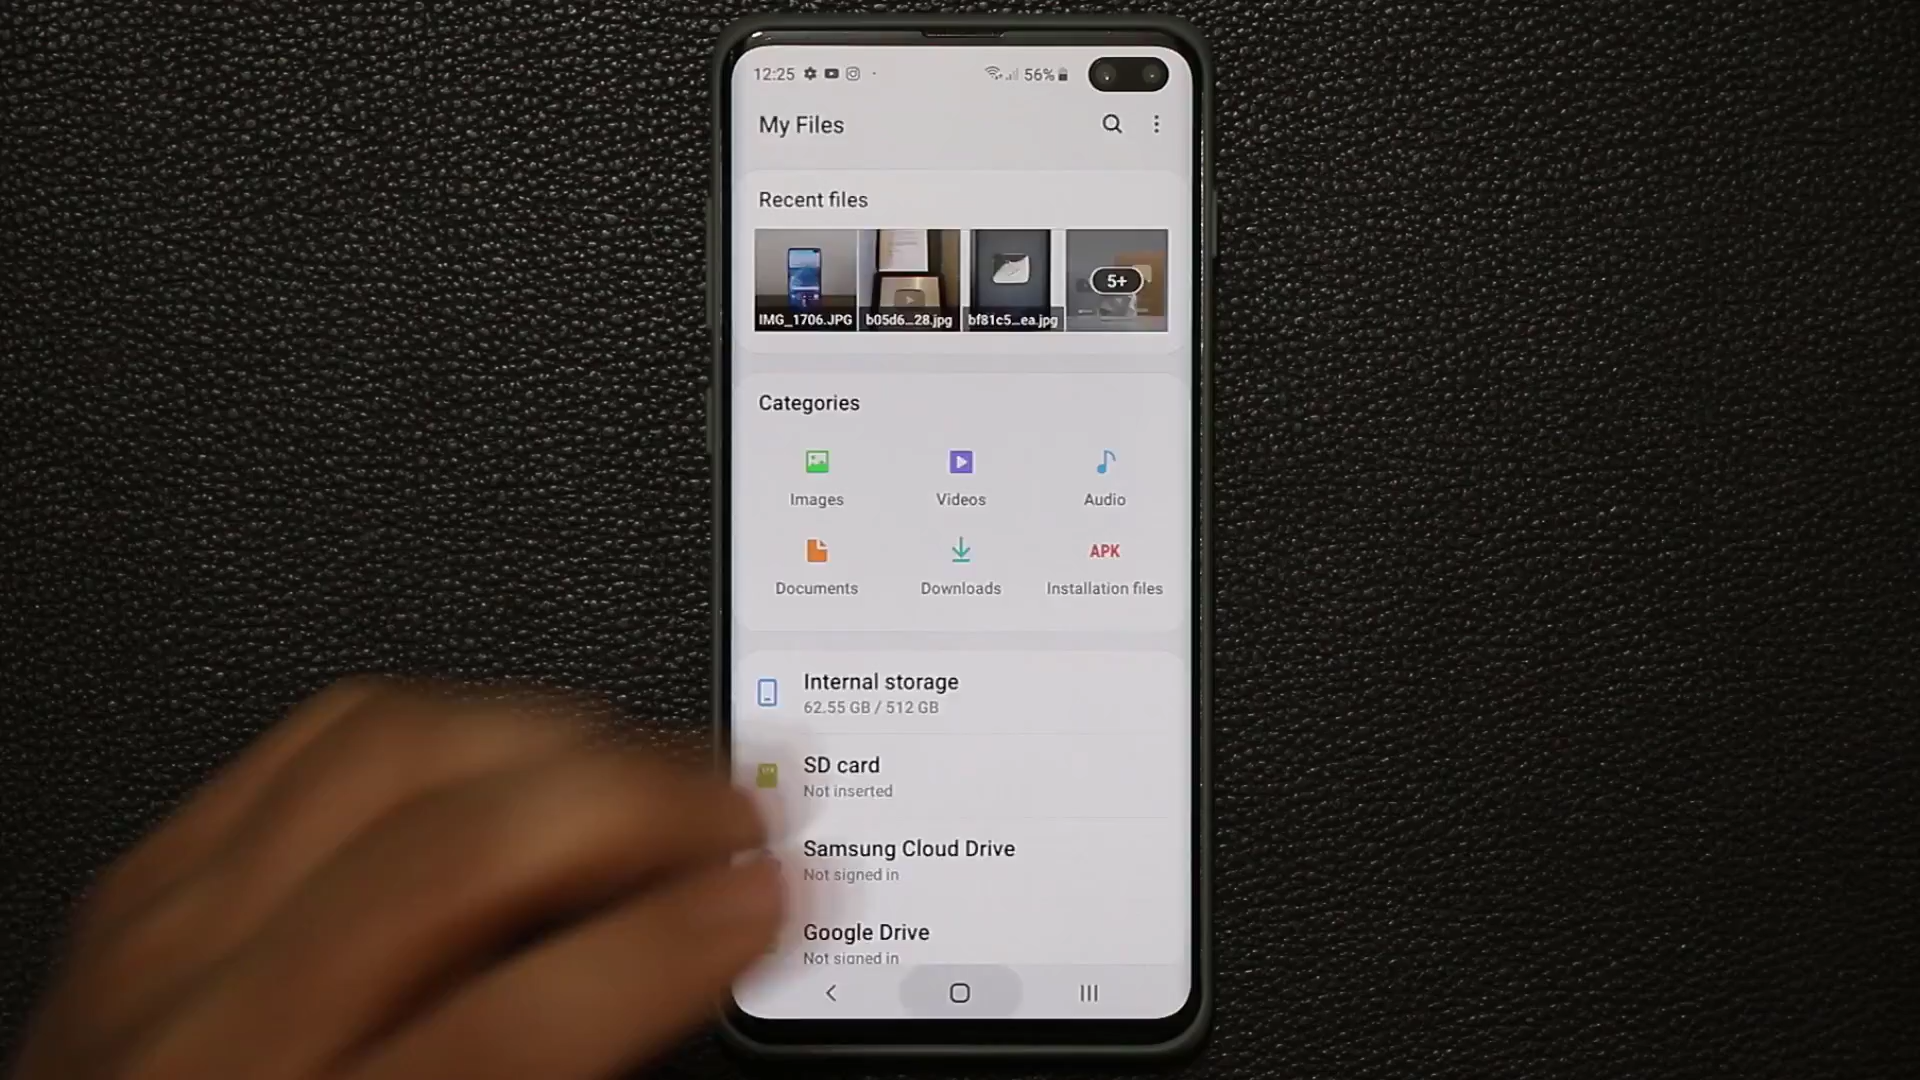 12:25 56%
My Files
Recent files
IMG_1706.JPG b05d6...28.jpg bf81c5...ea.jpg 5+
Categories
Images Videos Audio
APK
Documents Downloads Installation files
Internal storage
62.55 GB / 512 GB
SD card
Not inserted
Samsung Cloud Drive
Not signed in
Google Drive
Not signed in